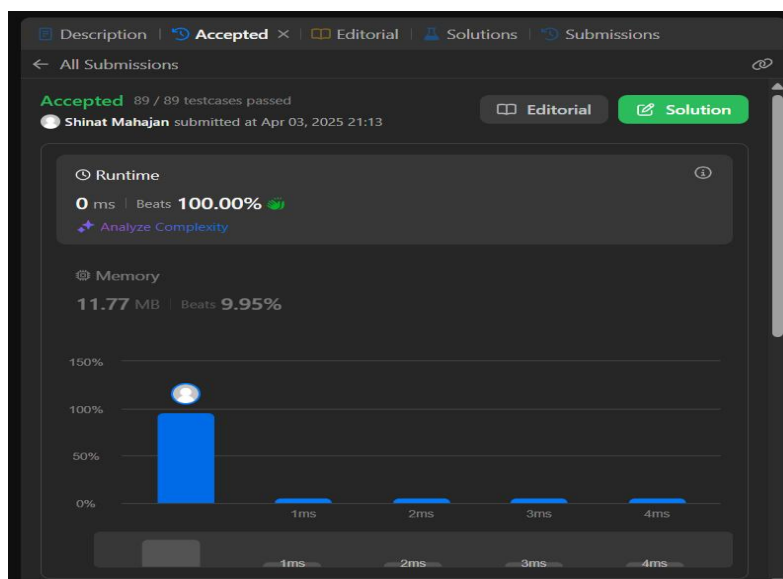 Description | Accepted × | Editorial | Solutions | Submissions
← All Submissions
Accepted 89 / 89 testcases passed
Shinat Mahajan submitted at Apr 03, 2025 21:13
Editorial
Solution
Runtime
0 ms | Beats 100.00%
Analyze Complexity
Memory
11.77 MB | Beats 9.95%
150%
100%
50%
0%
1ms 2ms 3ms 4ms
1ms 2ms 3ms 4ms